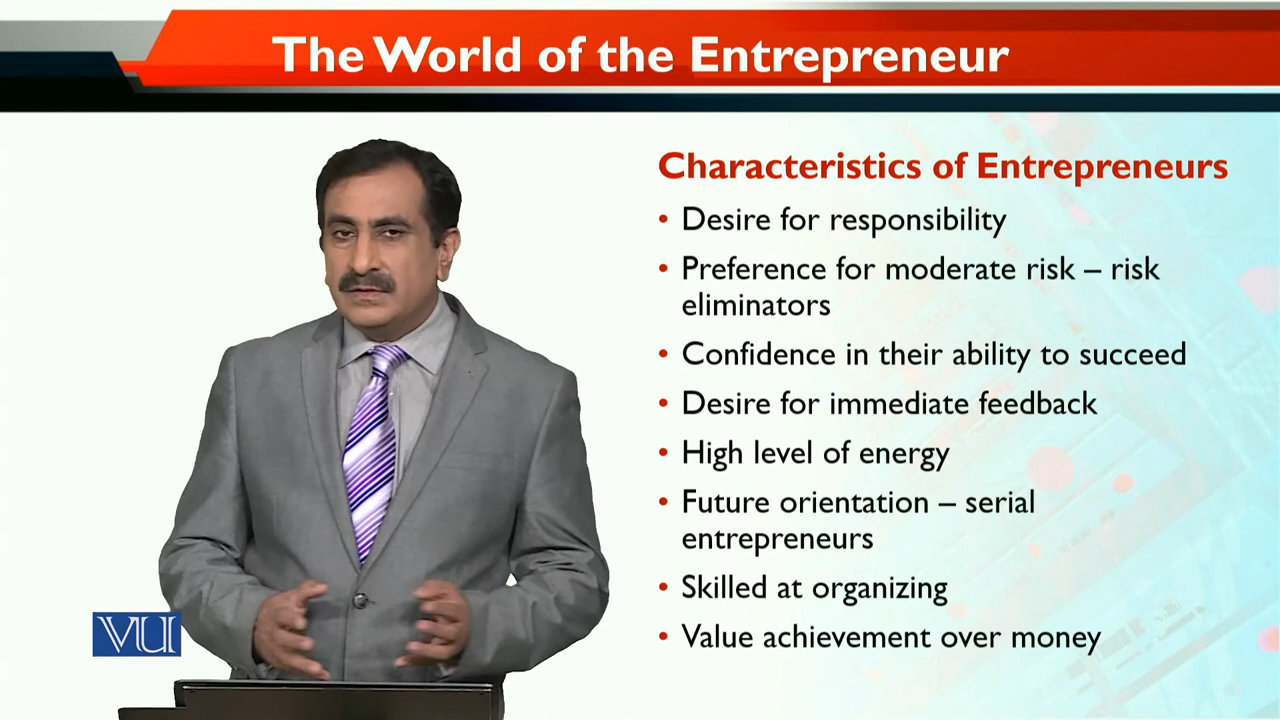 The World of the Entrepreneur
Characteristics of Entrepreneurs
• Desire for responsibility
• Preference for moderate risk – risk
eliminators
• Confidence in their ability to succeed
• Desire for immediate feedback
• High level of energy
• Future orientation – serial
entrepreneurs
• Skilled at organizing
• Value achievement over money
VU